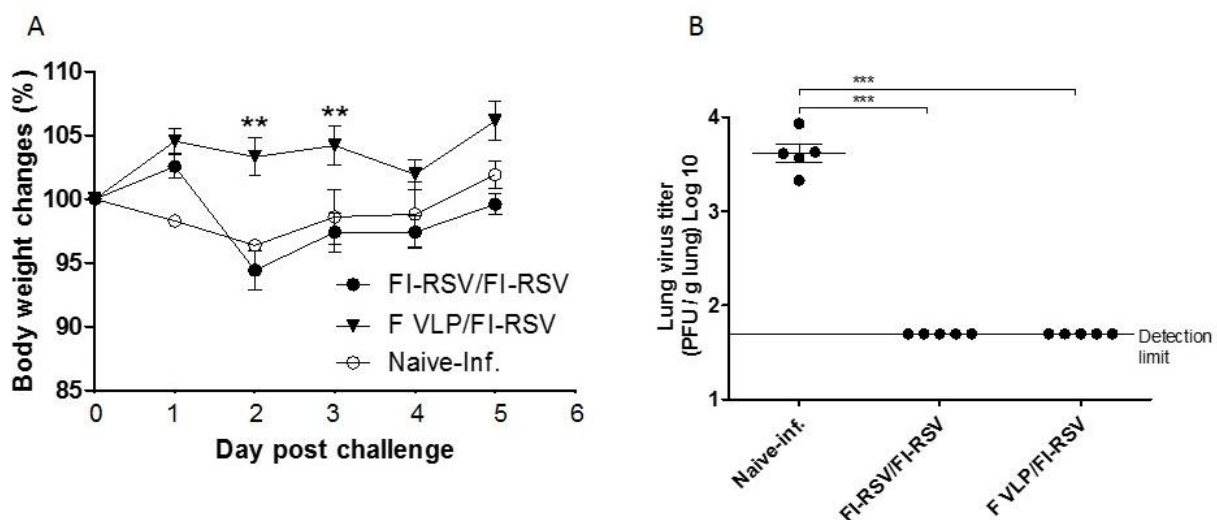 A
Body weight changes (%)
110
105
100
95
90
85
**
**
FI-RSV/FI-RSV
F VLP/FI-RSV
Naive-Inf.
0 1 2 3 4 5 6
Day post challenge
B
Lung virus titer
(PFU / g lung) Log 10
***
***
4
3
2
1
Detection
limit
Naive-inf.
FI-RSV/FI-RSV
F VLP/FI-RSV